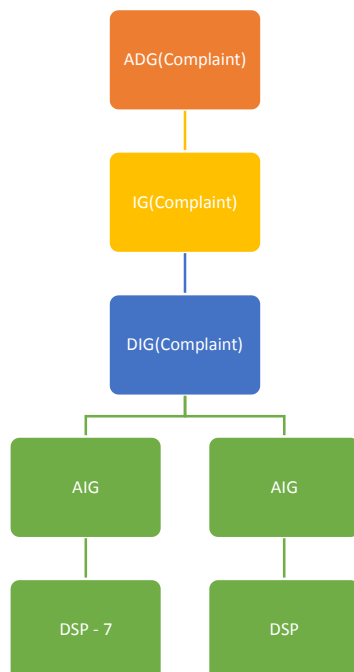 ADG(Complaint)
IG(Complaint)
DIG(Complaint)
AIG
AIG
DSP - 7
DSP